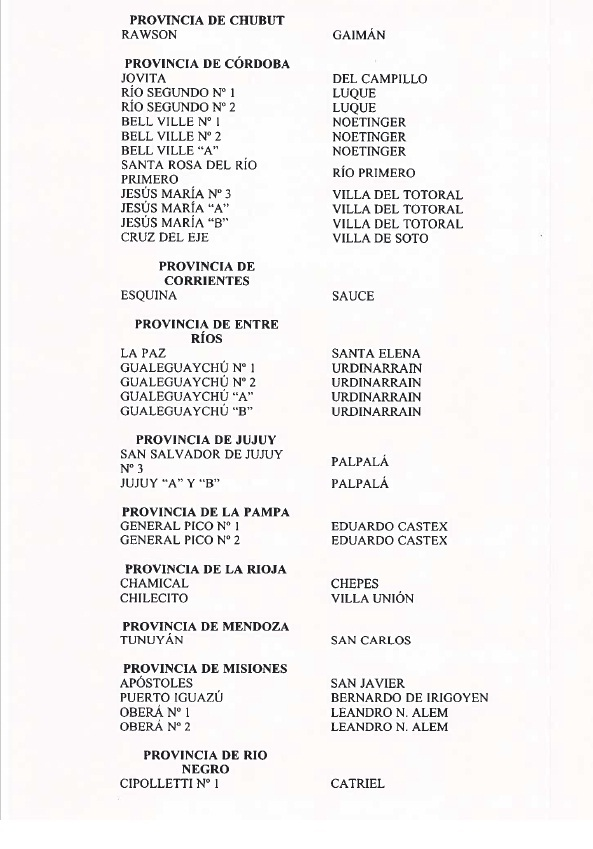 PROVINCIA DE CHUBUT
RAWSON GAIMÁN
PROVINCIA DE CÓRDOBA
JOVITA DEL CAMPILLO
RÍO SEGUNDO Nº 1 LUQUE
RÍO SEGUNDO Nº 2 LUQUE
BELL VILLE Nº 1 NOETINGER
BELL VILLE Nº 2 NOETINGER
BELL VILLE “A” NOETINGER
SANTA ROSA DEL RÍO
PRIMERO RÍO PRIMERO
JESÚS MARÍA Nº 3 VILLA DEL TOTORAL
JESÚS MARÍA “A” VILLA DEL TOTORAL
JESÚS MARÍA “B” VILLA DEL TOTORAL
CRUZ DEL EJE VILLA DE SOTO
PROVINCIA DE
CORRIENTES
ESQUINA SAUCE
PROVINCIA DE ENTRE
RÍOS
LA PAZ SANTA ELENA
GUALEGUAYCHÚ Nº 1 URDINARRAIN
GUALEGUAYCHÚ Nº 2 URDINARRAIN
GUALEGUAYCHÚ “A” URDINARRAIN
GUALEGUAYCHÚ “B” URDINARRAIN
PROVINCIA DE JUJUY
SAN SALVADOR DE JUJUY
Nº 3 PALPALÁ
JUJUY “A” Y “B” PALPALÁ
PROVINCIA DE LA PAMPA
GENERAL PICO Nº 1 EDUARDO CASTEX
GENERAL PICO Nº 2 EDUARDO CASTEX
PROVINCIA DE LA RIOJA
CHAMICAL CHEPES
CHILECITO VILLA UNIÓN
PROVINCIA DE MENDOZA
TUNUYÁN SAN CARLOS
PROVINCIA DE MISIONES
APÓSTOLES SAN JAVIER
PUERTO IGUAZÚ BERNARDO DE IRIGOYEN
OBERÁ Nº 1 LEANDRO N. ALEM
OBERÁ Nº 2 LEANDRO N. ALEM
PROVINCIA DE RIO
NEGRO
CIPOLLETTI Nº 1 CATRIEL